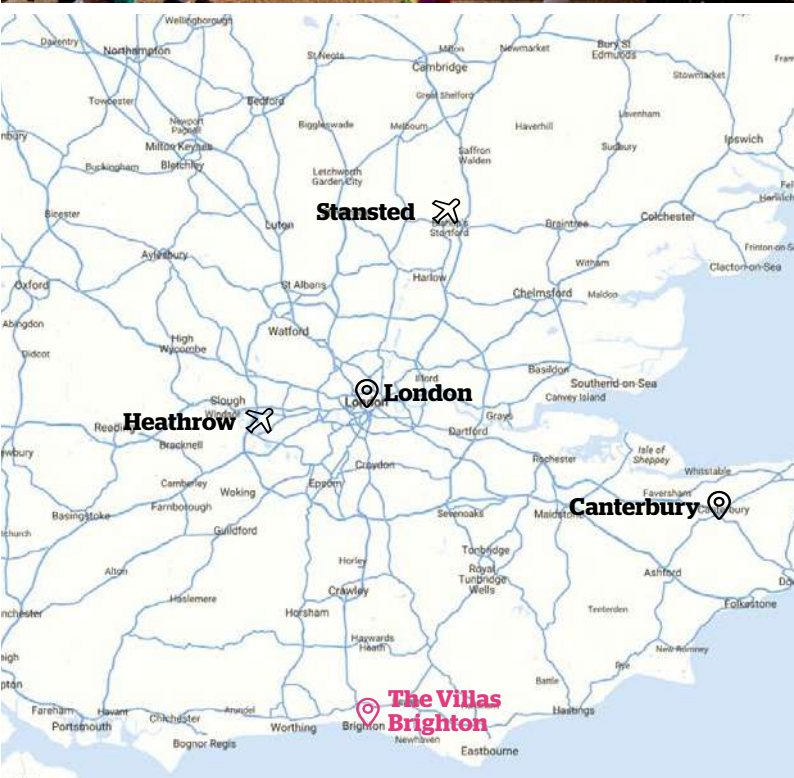 Wellingborough
Daventry
Northampton
St Neots
Milton
Newmarket
Bury St
Edmunds
Cambridge
Stowmarket
Towcester
Bedford
Great Shelford
Newport
Pagnell
Biggleswade
Melbourn
Haverhill
Lavenham
Milton Keynes
Saffron
Walden
Sudbury
Ipswich
Buckingham
Bletchley
Letchworth
Garden City
Bicester
Luton
Stansted
Stortford
Braintree
Colchester
Harwich
Aylesbury
Witham
Frinton-on-S
Clacton-on-Sea
Oxford
St Albans
Harlow
Chelmsford
Maldon
Abingdon
Watford
Didcot
High
Wycombe
Ilford
Basildon
Southend-on-Sea
Canvey Island
Slough
Windsor
London
London
Heathrow
Grays
Reading
Bracknell
Dartford
Croydon
Rochester
Isle of
Sheppey
Whitstable
Camberley
Woking
Epsom
Faversham
Farnborough
Basingstoke
Sevenoaks
Maidstone
Canterbury
Guildford
Horley
Tonbridge
Royal
Tunbridge
Wells
Alton
Haslemere
Crawley
Ashford
Horsham
Tenterden
Folkestone
Haywards
Heath
New Romney
Rye
Battle
Fareham
Havant
Chichester
Arundel
The Villas
Brighton
Hastings
Portsmouth
Worthing
Brighton
Newhaven
Bognor Regis
Eastbourne